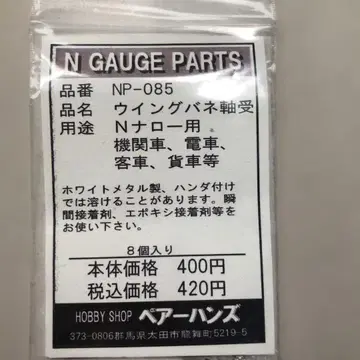 N GAUGE PARTS
品番 NP-085
品名 ウイングバネ軸受
用途 Nナロー用。
機関車、電車、
客車、貨車等
ホワイトメタル製、ハンダ付け
では溶けることがあります。瞬
間接着剤、エポキシ接着剤等を
お使いください。
8個入り
本体価格 400円
税込価格 420円
HOBBY SHOP ペアーハンズ
373-0806群馬県太田市龍舞町5219-5